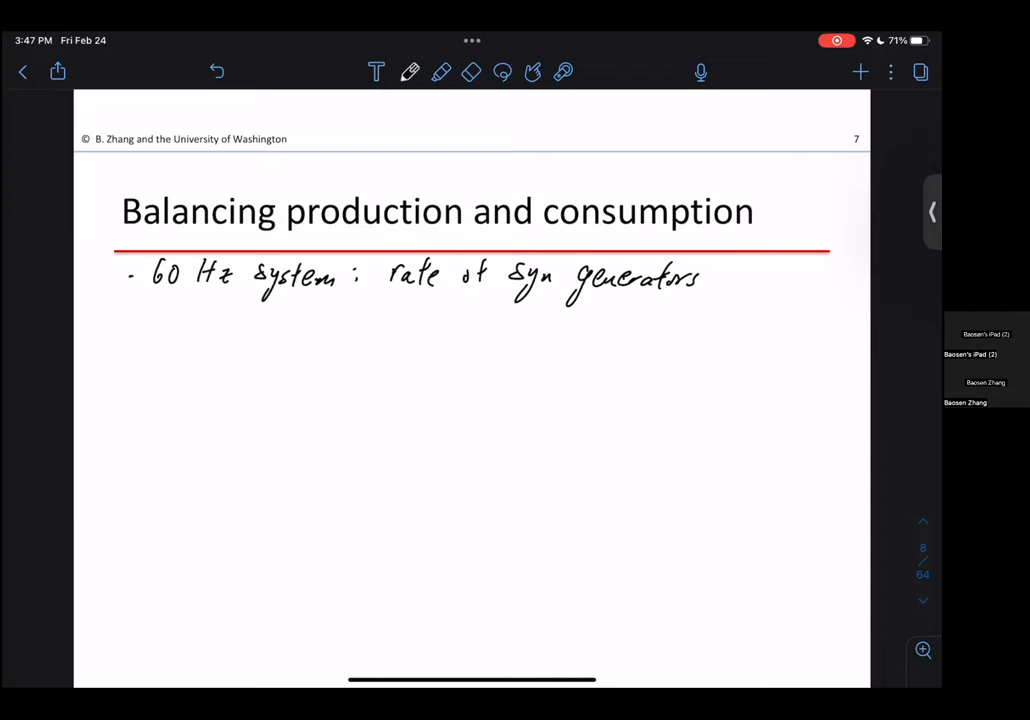 3:47 PM Fri Feb 24
71%
T
© B. Zhang and the University of Washington
7
Balancing production and consumption
· 60 Hz system : rate of syn generators
Baosen's iPad (2)
Baosen's iPad (2)
Baosen Zhang
Baosen Zhang
8
/
64